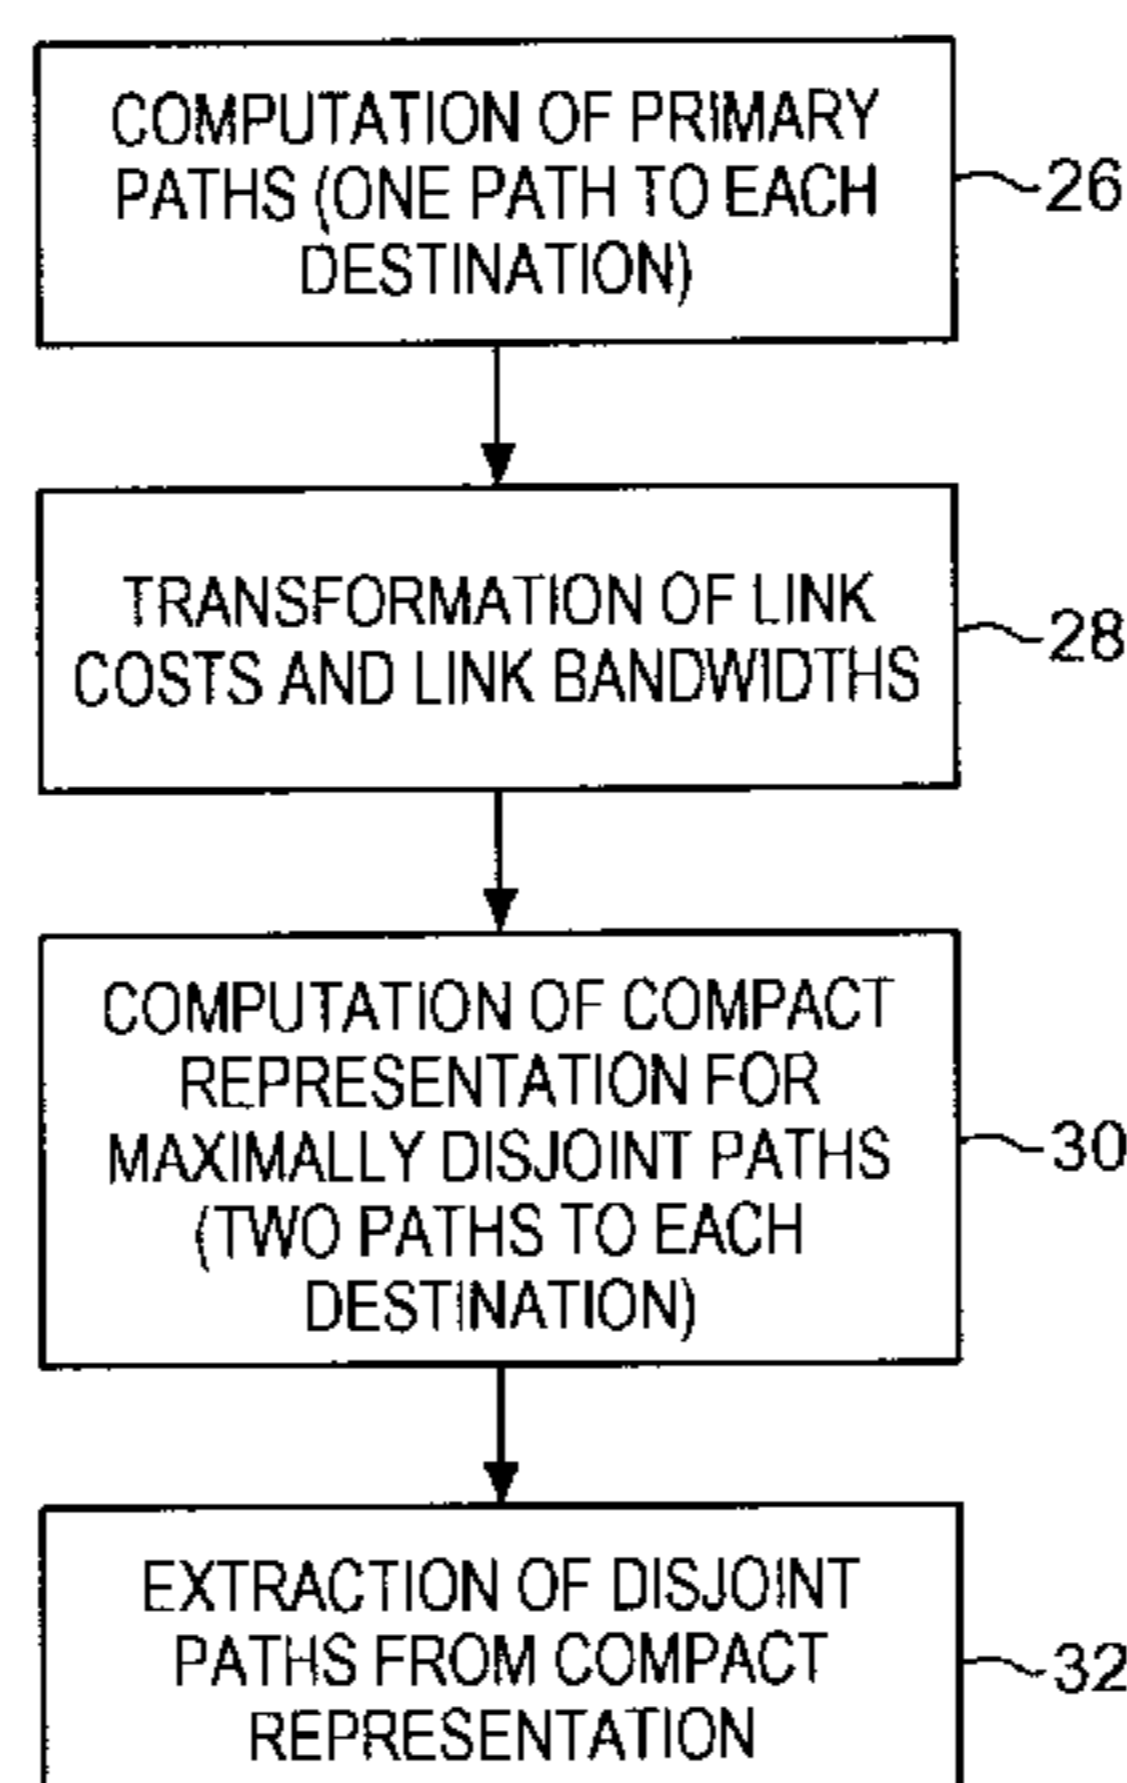 COMPUTATION OF PRIMARY
PATHS (ONE PATH TO EACH
DESTINATION)
26
TRANSFORMATION OF LINK
COSTS AND LINK BANDWIDTHS
28
COMPUTATION OF COMPACT
REPRESENTATION FOR
MAXIMALLY DISJOINT PATHS
(TWO PATHS TO EACH
DESTINATION)
30
EXTRACTION OF DISJOINT
PATHS FROM COMPACT
REPRESENTATION
32